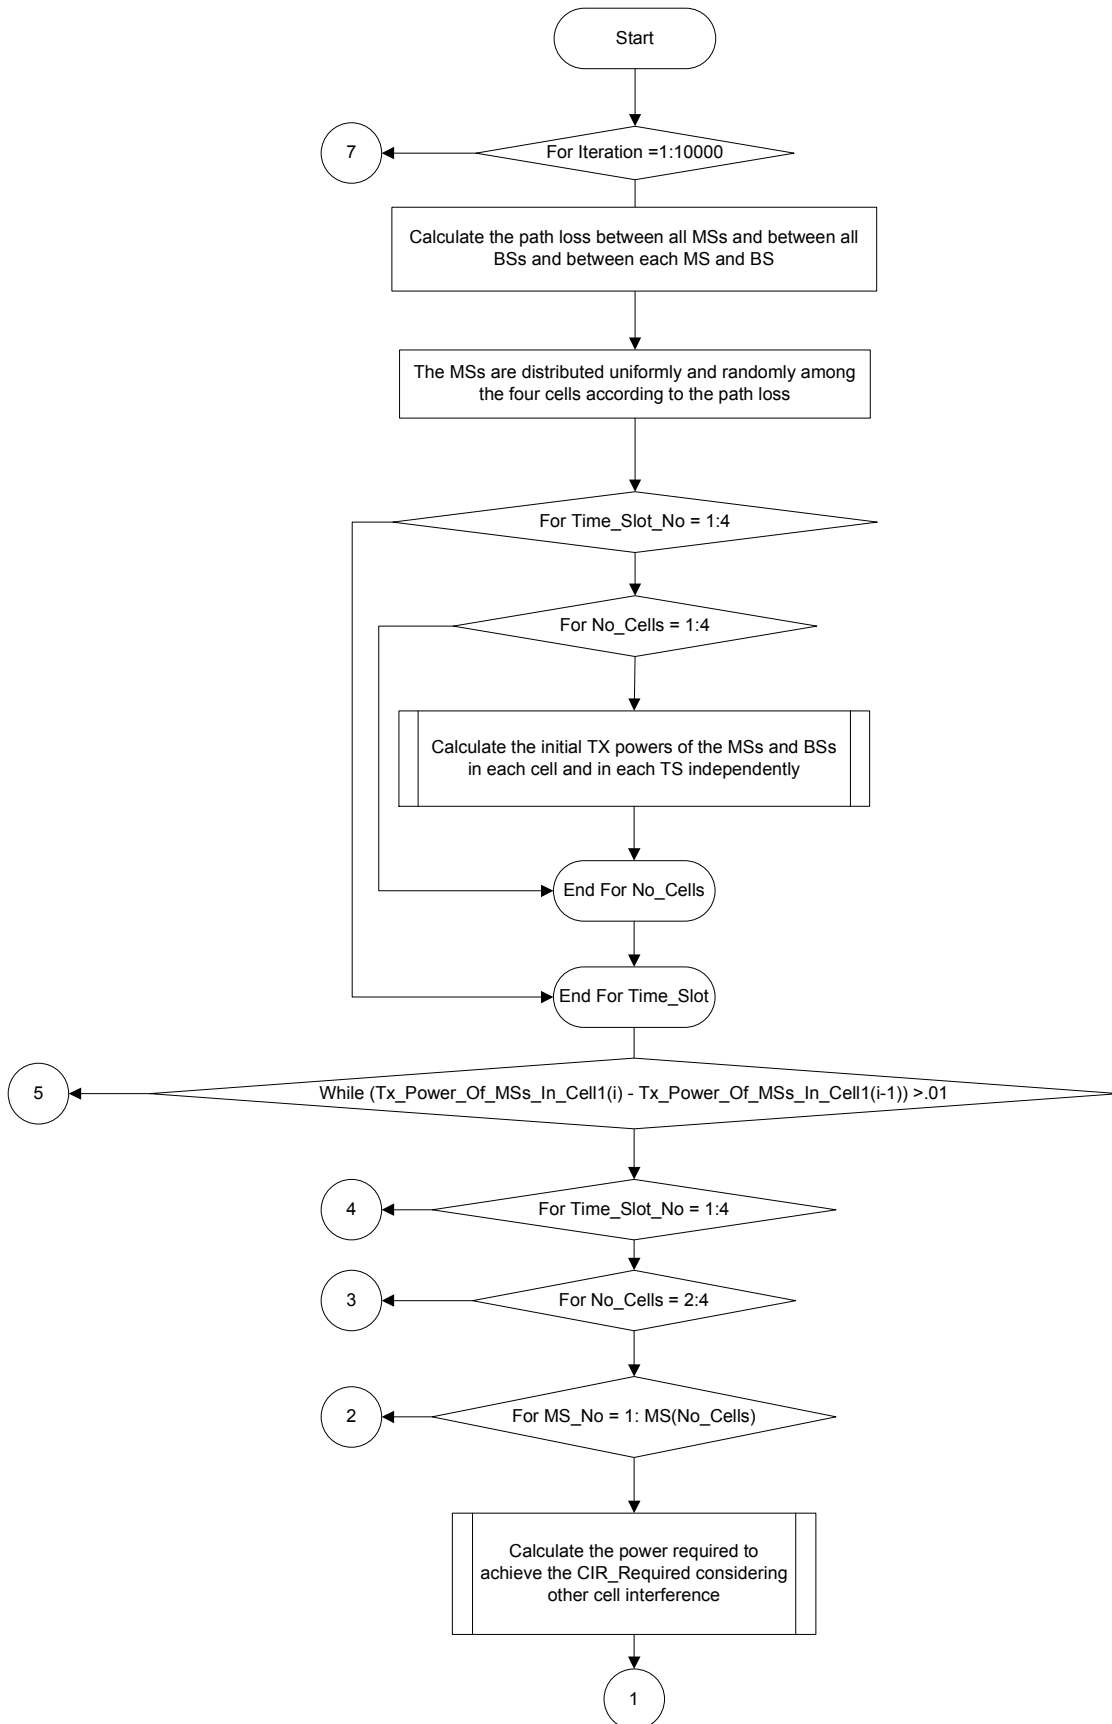 Start
7
For Iteration =1:10000
Calculate the path loss between all MSs and between all
BSs and between each MS and BS
The MSs are distributed uniformly and randomly among
the four cells according to the path loss
For Time_Slot_No = 1:4
For No_Cells = 1:4
Calculate the initial TX powers of the MSs and BSs
in each cell and in each TS independently
End For No_Cells
End For Time_Slot
5
While (Tx_Power_Of_MSs_In_Cell1(i) - Tx_Power_Of_MSs_In_Cell1(i-1)) >.01
4
For Time_Slot_No = 1:4
3
For No_Cells = 2:4
2
For MS_No = 1: MS(No_Cells)
Calculate the power required to
achieve the CIR_Required considering
other cell interference
1